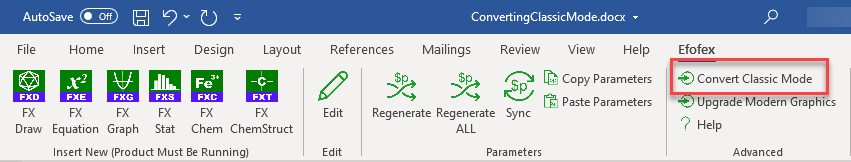 AutoSave Off ConvertingClassicMode.docx
File Home Insert Design Layout References Mailings Review View Help Efofex
FXD x² FXE FXG FXS Fe³⁺ FXC -C- FXT $p $p $p $p Copy Parameters Convert Classic Mode
FX FX FX FX FX FX Edit Regenerate Regenerate Sync $p Paste Parameters Upgrade Modern Graphics
Draw Equation Graph Stat Chem ChemStruct ALL ? Help
Insert New (Product Must Be Running) Edit Parameters Advanced